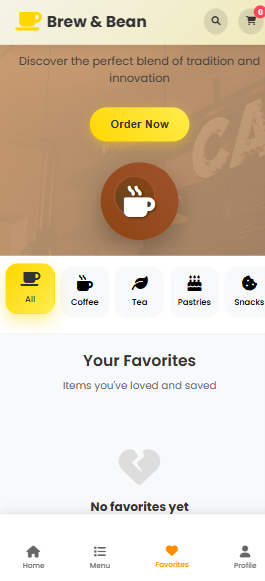 Brew & Bean
0
Discover the perfect blend of tradition and
innovation
Order Now
CA
All
Coffee
Tea
Pastries
Snacks
Your Favorites
Items you've loved and saved
No favorites yet
Home
Menu
Favorites
Profile